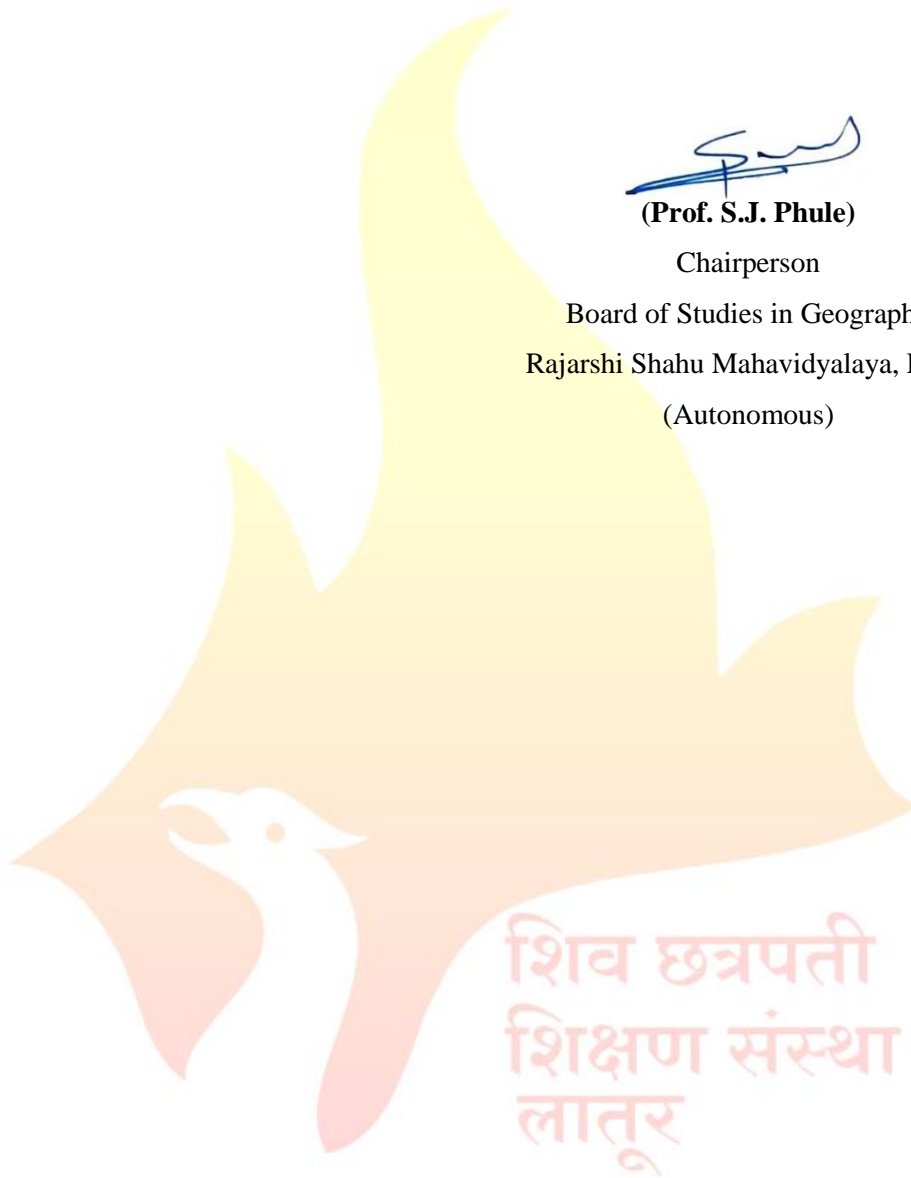 (Prof. S.J. Phule)
Chairperson
Board of Studies in Geograph
Rajarshi Shahu Mahavidyalaya,
(Autonomous)
शिव छत्रपती
शिक्षण संस्था
लातूर